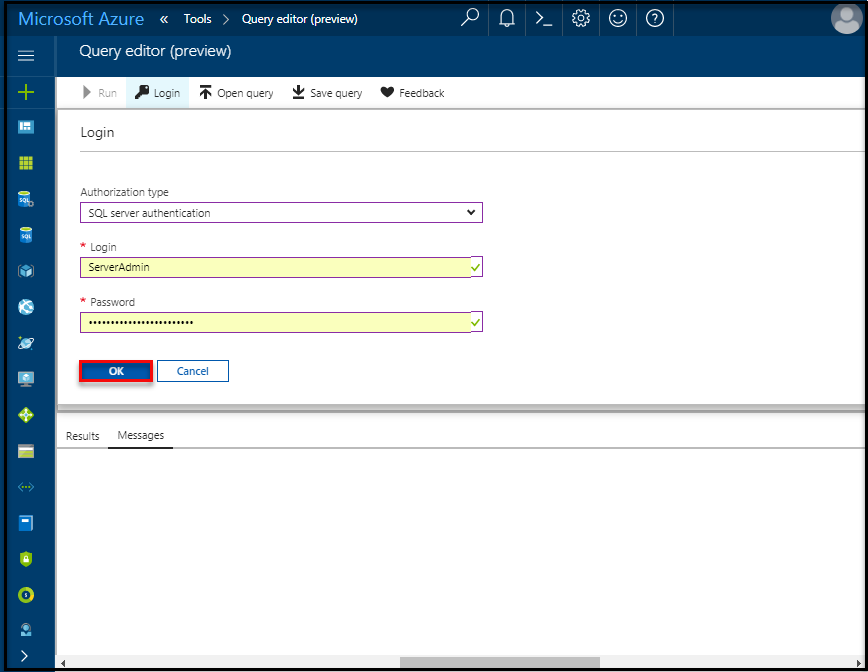 Microsoft Azure « Tools > Query editor (preview)
Query editor (preview)
Run Login Open query Save query Feedback
Login
Authorization type
SQL server authentication
* Login
ServerAdmin
* Password
••••••••••••••••••••••••
OK Cancel
Results Messages